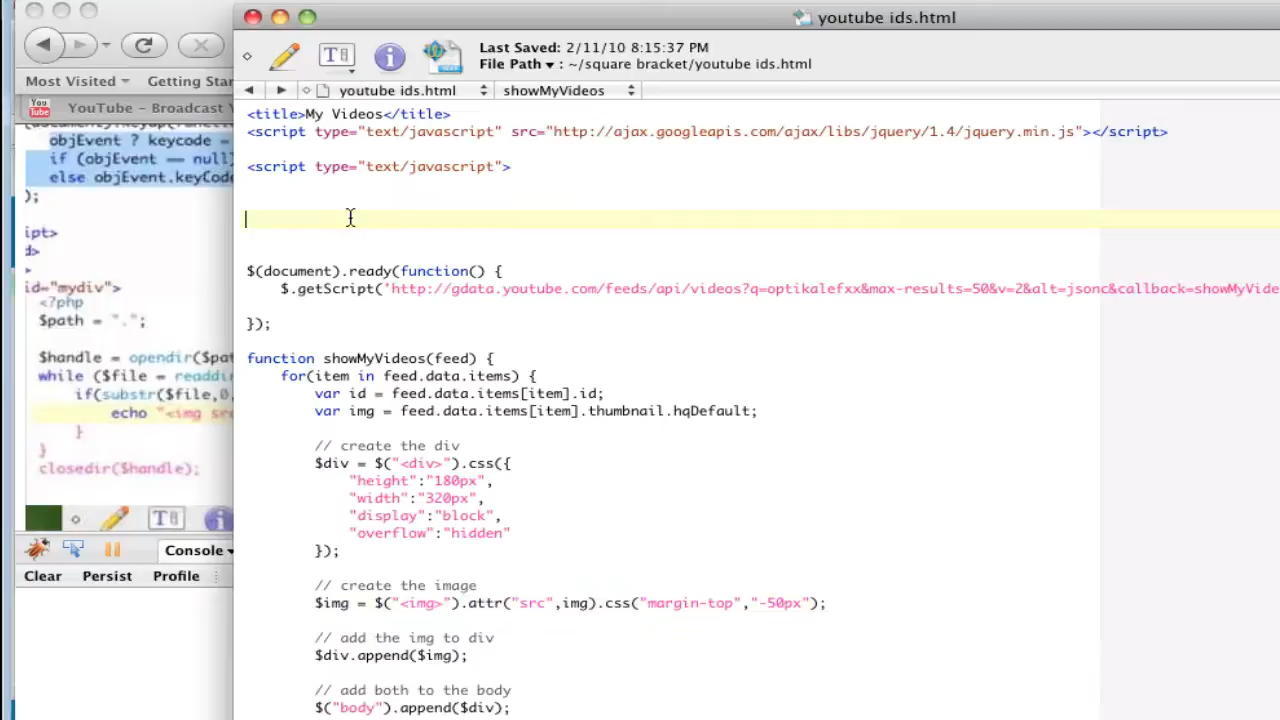 youtube ids.html
Last Saved: 2/11/10 8:15:37 PM
File Path ▾ : ~/square bracket/youtube ids.html
Most Visited ▾ Getting Star
youtube ids.html showMyVideos
YouTube - Broadcast Y
<title>My Videos</title>
<script type="text/javascript" src="http://ajax.googleapis.com/ajax/libs/jquery/1.4/jquery.min.js"></script>
<script type="text/javascript">
$(document).ready(function() {
$.getScript('http://gdata.youtube.com/feeds/api/videos?q=optikalefxx&max-results=50&v=2&alt=jsonc&callback=showMyVide
});
function showMyVideos(feed) {
for(item in feed.data.items) {
var id = feed.data.items[item].id;
var img = feed.data.items[item].thumbnail.hqDefault;
// create the div
$div = $("<div>").css({
"height":"180px",
"width":"320px",
"display":"block",
"overflow":"hidden"
});
// create the image
$img = $("<img>").attr("src",img).css("margin-top","-50px");
// add the img to div
$div.append($img);
// add both to the body
$("body").append($div);
objEvent ? keycode =
if (objEvent == null)
else objEvent.keyCode
);
ipt>
d>
>
id="mydiv">
<?php
$path = ".";
$handle = opendir($pat
while ($file = readdir
if(substr($file,0,
echo "<img src
}
}
closedir($handle);
Console ▾
Clear Persist Profile